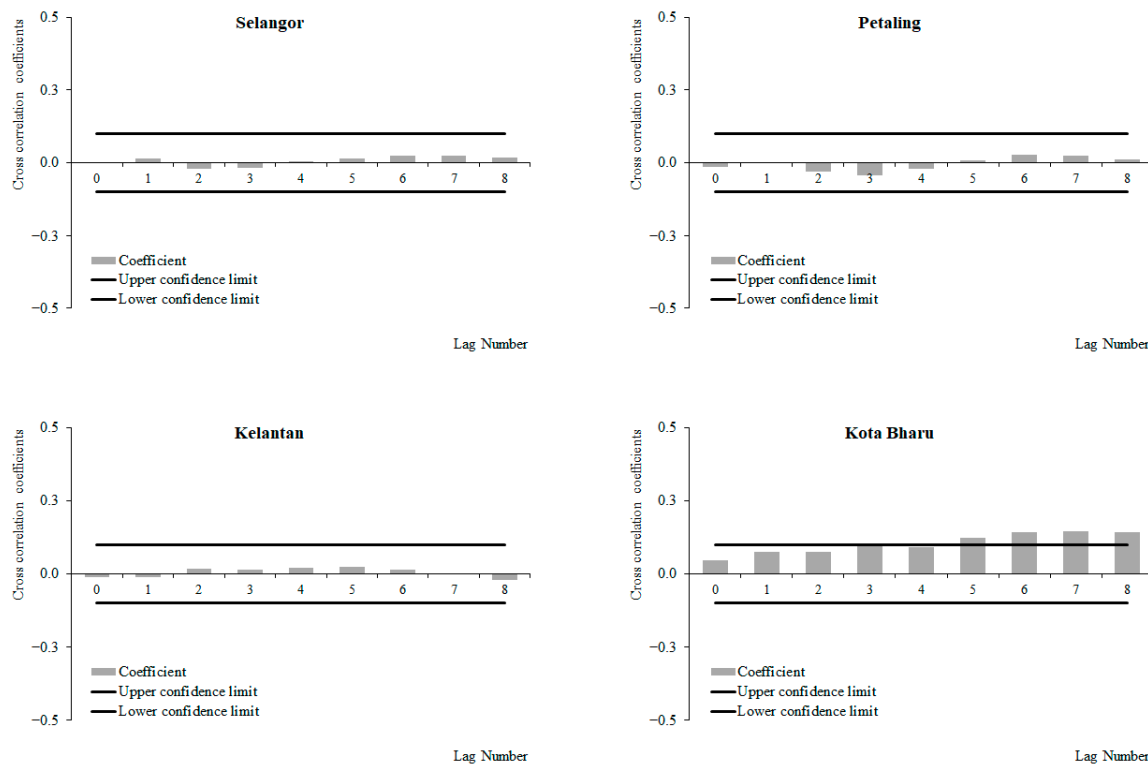 Selangor
Cross correlation coefficients
0.5
0.3
0.0
−0.3
−0.5
0 1 2 3 4 5 6 7 8
Coefficient
Upper confidence limit
Lower confidence limit
Lag Number
Petaling
Cross correlation coefficients
0.5
0.3
0.0
−0.3
−0.5
0 1 2 3 4 5 6 7 8
Coefficient
Upper confidence limit
Lower confidence limit
Lag Number
Kelantan
Cross correlation coefficients
0.5
0.3
0.0
−0.3
−0.5
0 1 2 3 4 5 6 7 8
Coefficient
Upper confidence limit
Lower confidence limit
Lag Number
Kota Bharu
Cross correlation coefficients
0.5
0.3
0.0
−0.3
−0.5
0 1 2 3 4 5 6 7 8
Coefficient
Upper confidence limit
Lower confidence limit
Lag Number